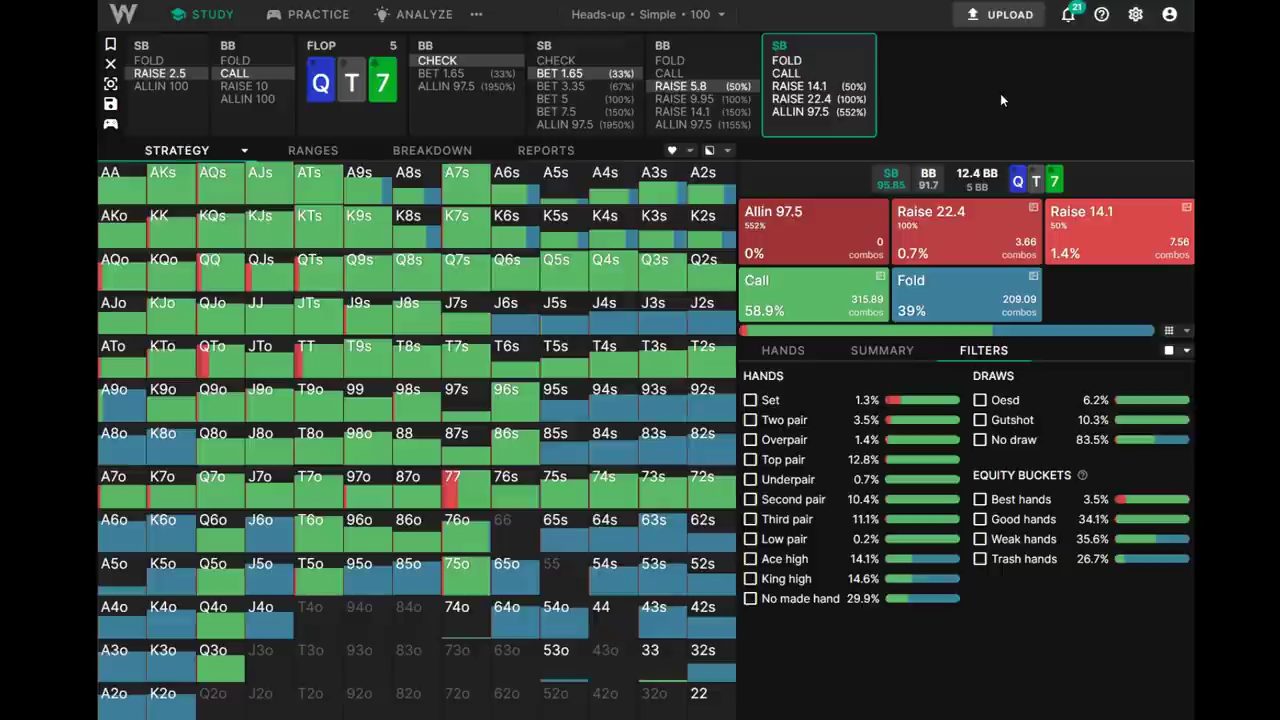 W STUDY PRACTICE ANALYZE ••• Heads-up • Simple • 100 UPLOAD 21
SB
FOLD
RAISE 2.5
ALLIN 100
BB
FOLD
CALL
RAISE 10
ALLIN 100
FLOP 5
Q T 7
BB
CHECK
BET 1.65 (33%)
ALLIN 97.5 (1950%)
SB
CHECK
BET 1.65 (33%)
BET 3.35 (67%)
BET 5 (100%)
BET 7.5 (150%)
ALLIN 97.5 (1950%)
BB
FOLD
CALL
RAISE 5.8 (50%)
RAISE 9.95 (100%)
RAISE 14.1 (150%)
ALLIN 97.5 (1155%)
SB
FOLD
CALL
RAISE 14.1 (50%)
RAISE 22.4 (100%)
ALLIN 97.5 (552%)
STRATEGY RANGES BREAKDOWN REPORTS
AA AKs AQs AJs ATs A9s A8s A7s A6s A5s A4s A3s A2s
AKo KK KQs KJs KTs K9s K8s K7s K6s K5s K4s K3s K2s
AQo KQo QQ QJs QTs Q9s Q8s Q7s Q6s Q5s Q4s Q3s Q2s
AJo KJo QJo JJ JTs J9s J8s J7s J6s J5s J4s J3s J2s
ATo KTo QTo JTo TT T9s T8s T7s T6s T5s T4s T3s T2s
A9o K9o Q9o J9o T9o 99 98s 97s 96s 95s 94s 93s 92s
A8o K8o Q8o J8o T8o 98o 88 87s 86s 85s 84s 83s 82s
A7o K7o Q7o J7o T7o 97o 87o 77 76s 75s 74s 73s 72s
A6o K6o Q6o J6o T6o 96o 86o 76o 66 65s 64s 63s 62s
A5o K5o Q5o J5o T5o 95o 85o 75o 65o 55 54s 53s 52s
A4o K4o Q4o J4o T4o 94o 84o 74o 64o 54o 44 43s 42s
A3o K3o Q3o J3o T3o 93o 83o 73o 63o 53o 43o 33 32s
A2o K2o Q2o J2o T2o 92o 82o 72o 62o 52o 42o 32o 22
SB
95.85
BB
91.7
12.4 BB
5 BB
Q T 7
Allin 97.5
552%
0
0% combos
Raise 22.4
100%
3.66
0.7% combos
Raise 14.1
50%
7.56
1.4% combos
Call
315.89
58.9% combos
Fold
209.09
39% combos
HANDS SUMMARY FILTERS
HANDS
Set 1.3%
Two pair 3.5%
Overpair 1.4%
Top pair 12.8%
Underpair 0.7%
Second pair 10.4%
Third pair 11.1%
Low pair 0.2%
Ace high 14.1%
King high 14.6%
No made hand 29.9%
DRAWS
Oesd 6.2%
Gutshot 10.3%
No draw 83.5%
EQUITY BUCKETS ?
Best hands 3.5%
Good hands 34.1%
Weak hands 35.6%
Trash hands 26.7%